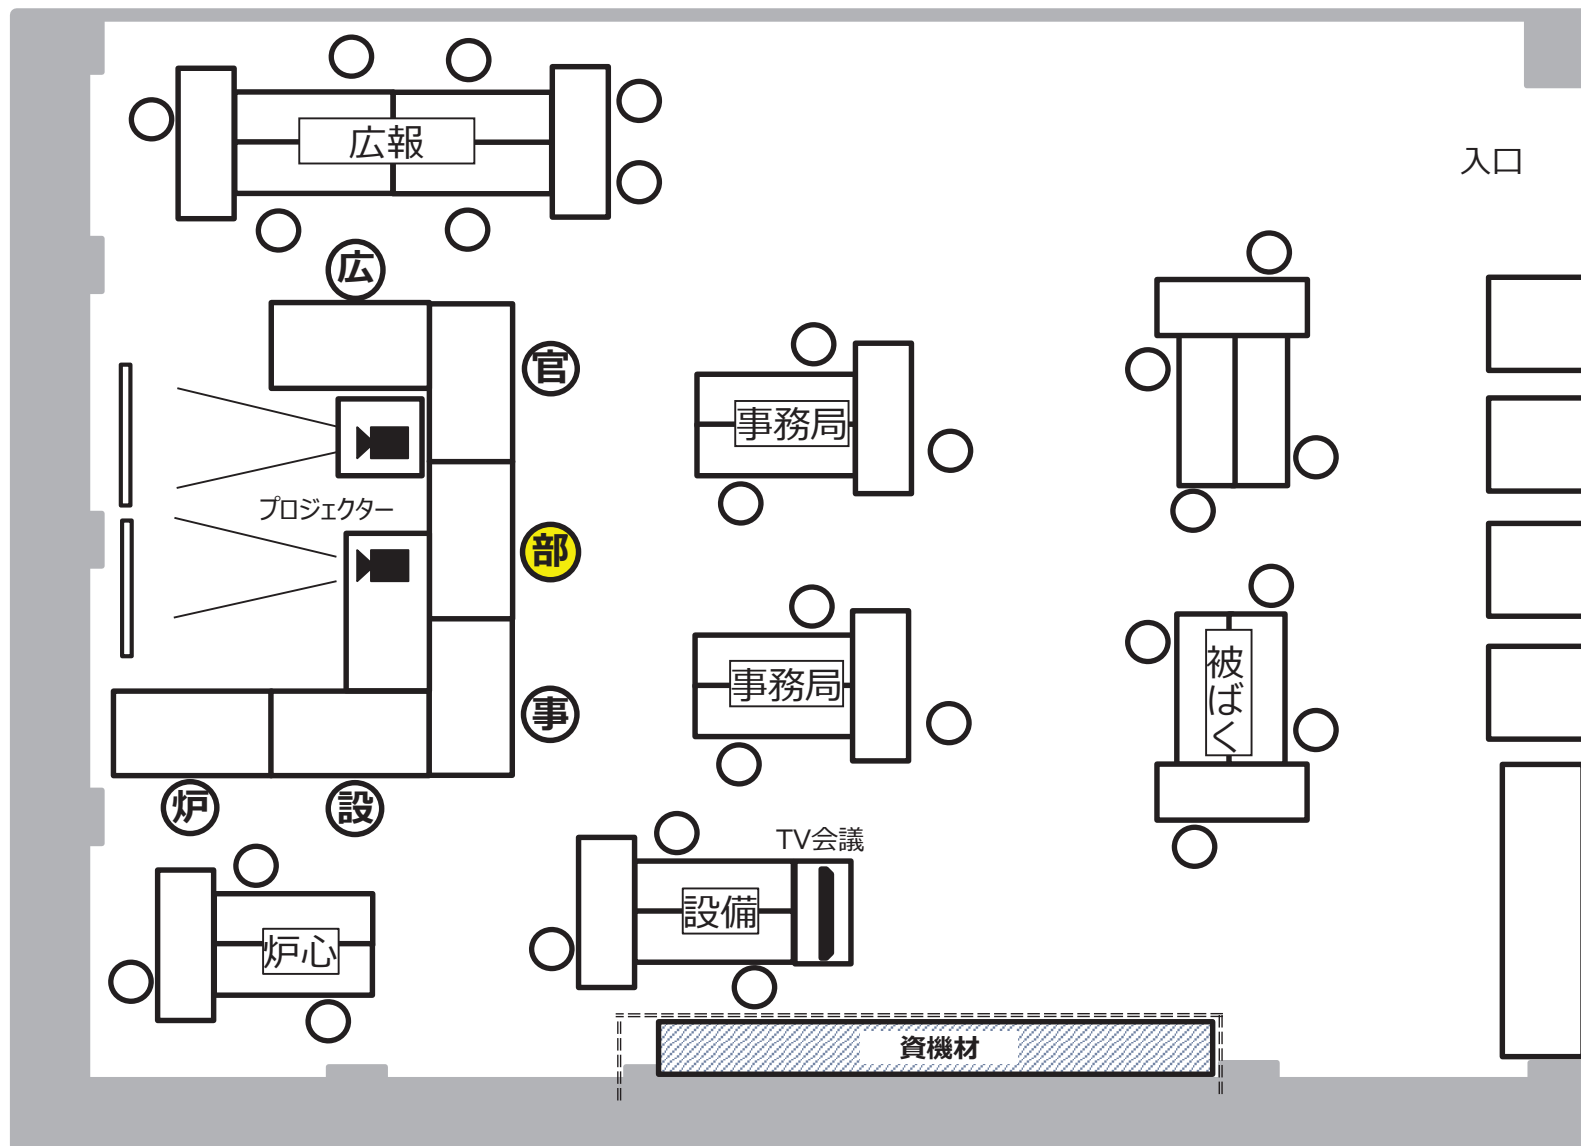 広報
入口
広
官
事務局
プロジェクター
部
事務局
被ばく
事
炉
設
TV会議
設備
炉心
資機材